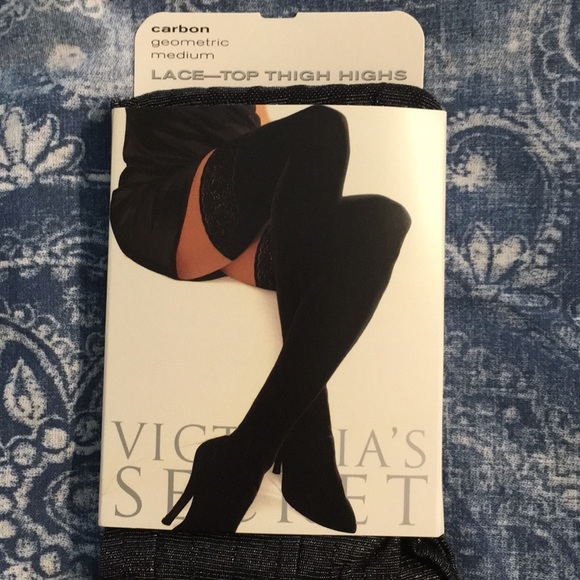 carbon
geometric
medium
LACE—TOP THIGH HIGHS
VICTORIA'S
SECRET